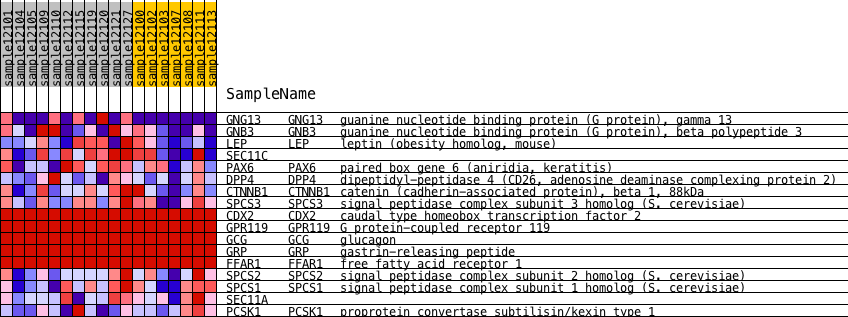 sample12101
sample12104
sample12105
sample12109
sample12110
sample12112
sample12115
sample12119
sample12120
sample12121
sample12127
sample12100
sample12102
sample12103
sample12107
sample12108
sample12111
sample12113
SampleName
GNG13 GNG13 guanine nucleotide binding protein (G protein), gamma 13
GNB3 GNB3 guanine nucleotide binding protein (G protein), beta polypeptide 3
LEP LEP leptin (obesity homolog, mouse)
SEC11C
PAX6 PAX6 paired box gene 6 (aniridia, keratitis)
DPP4 DPP4 dipeptidyl-peptidase 4 (CD26, adenosine deaminase complexing protein 2)
CTNNB1 CTNNB1 catenin (cadherin-associated protein), beta 1, 88kDa
SPCS3 SPCS3 signal peptidase complex subunit 3 homolog (S. cerevisiae)
CDX2 CDX2 caudal type homeobox transcription factor 2
GPR119 GPR119 G protein-coupled receptor 119
GCG GCG glucagon
GRP GRP gastrin-releasing peptide
FFAR1 FFAR1 free fatty acid receptor 1
SPCS2 SPCS2 signal peptidase complex subunit 2 homolog (S. cerevisiae)
SPCS1 SPCS1 signal peptidase complex subunit 1 homolog (S. cerevisiae)
SEC11A
PCSK1 PCSK1 proprotein convertase subtilisin/kexin type 1